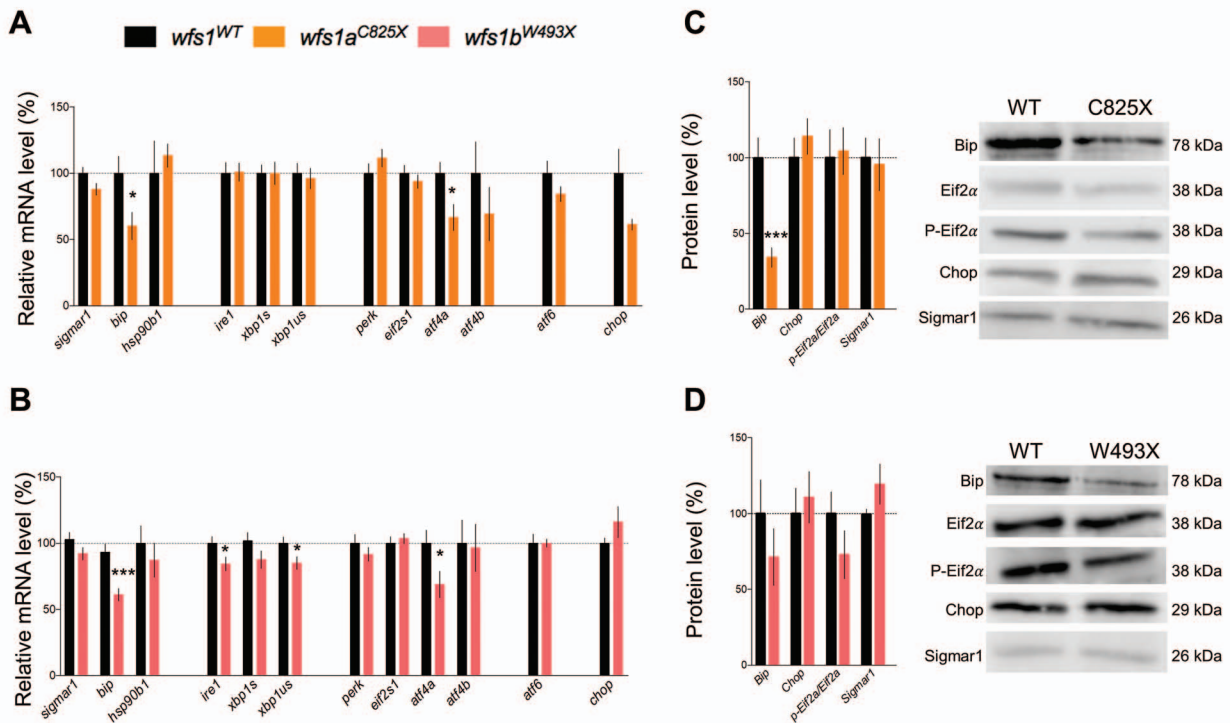 A
wfs1WT wfs1aC825X wfs1bW493X
Relative mRNA level (%)
150
100
50
0
* *
sigmar1 bip hsp90b1 ire1 xbp1s xbp1us perk eif2s1 atf4a atf4b atf6 chop
B
Relative mRNA level (%)
150
100
50
0
*** * * *
sigmar1 bip hsp90b1 ire1 xbp1s xbp1us perk eif2s1 atf4a atf4b atf6 chop
C
Protein level (%)
150
100
50
0
***
Bip Chop p-Eif2a/Eif2a Sigmar1
WT C825X
Bip 78 kDa
Eif2α 38 kDa
P-Eif2α 38 kDa
Chop 29 kDa
Sigmar1 26 kDa
D
Protein level (%)
150
100
50
0
Bip Chop p-Eif2a/Eif2a Sigmar1
WT W493X
Bip 78 kDa
Eif2α 38 kDa
P-Eif2α 38 kDa
Chop 29 kDa
Sigmar1 26 kDa